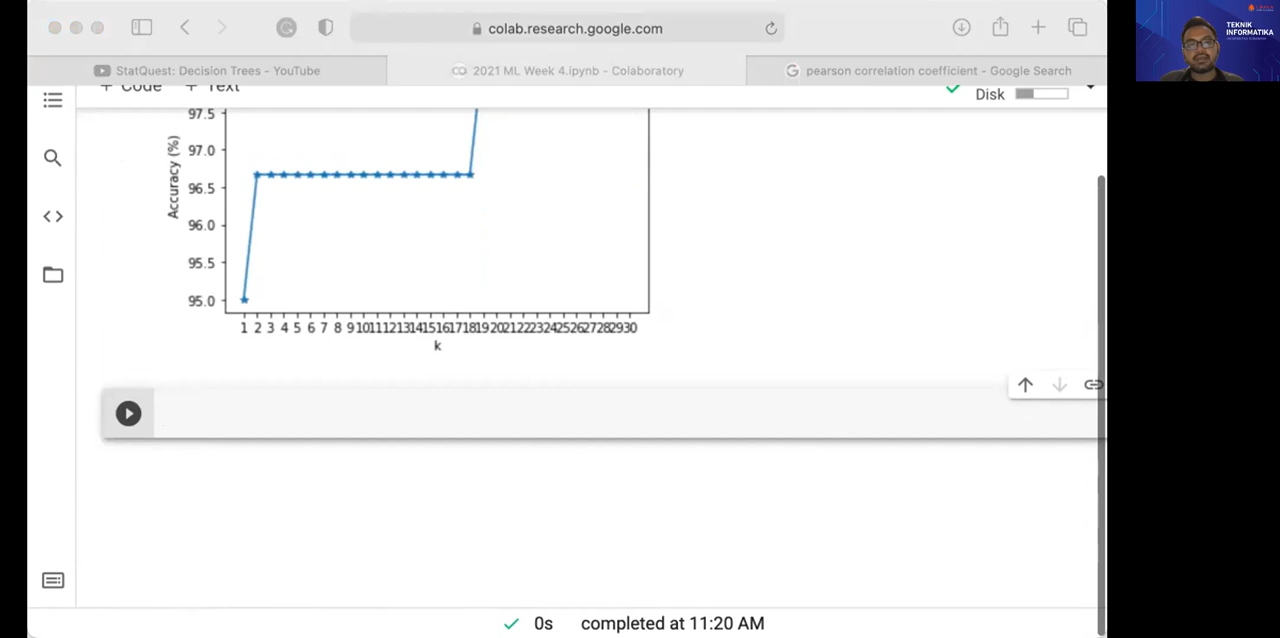 colab.research.google.com
TEKNIK
INFORMATIKA
StatQuest: Decision Trees - YouTube
2021 ML Week 4.ipynb - Colaboratory
pearson correlation coefficient - Google Search
+ Code + Text
Disk
97.5
97.0
96.5
96.0
95.5
95.0
Accuracy (%)
1 2 3 4 5 6 7 8 9 10 11 12 13 14 15 16 17 18 19 20 21 22 23 24 25 26 27 28 29 30
k
0s completed at 11:20 AM